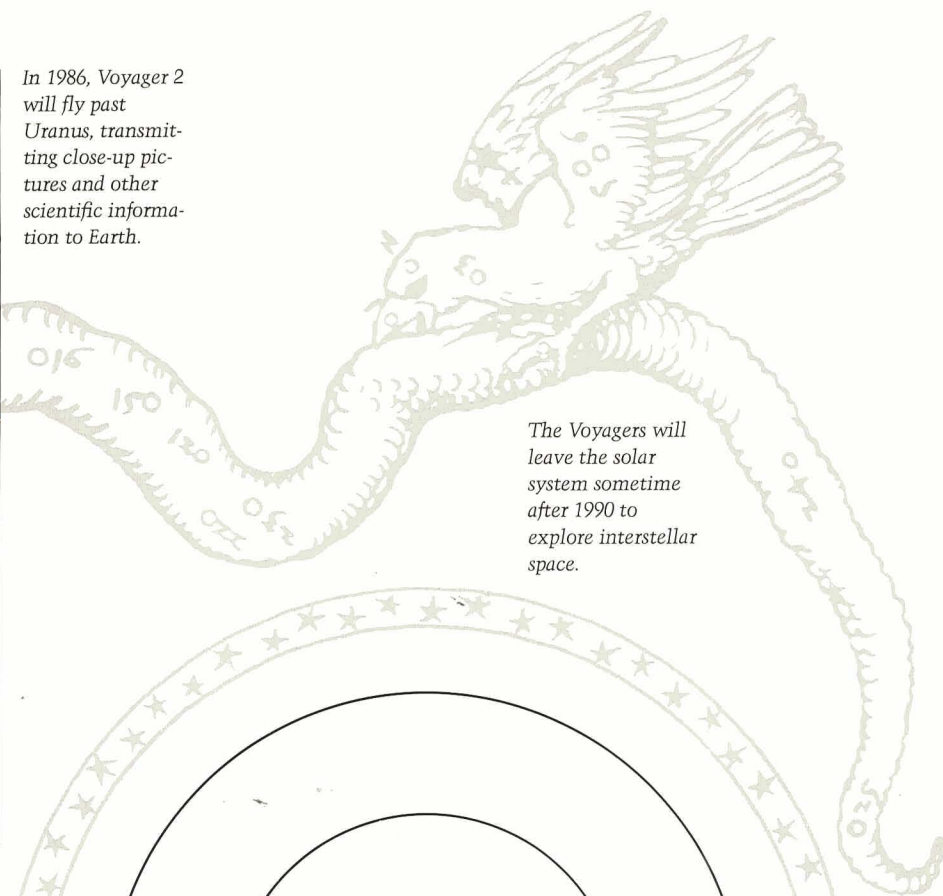 In 1986, Voyager 2
will fly past
Uranus, transmit-
ting close-up pic-
tures and other
scientific informa-
tion to Earth.
The Voyagers will
leave the solar
system sometime
after 1990 to
explore interstellar
space.